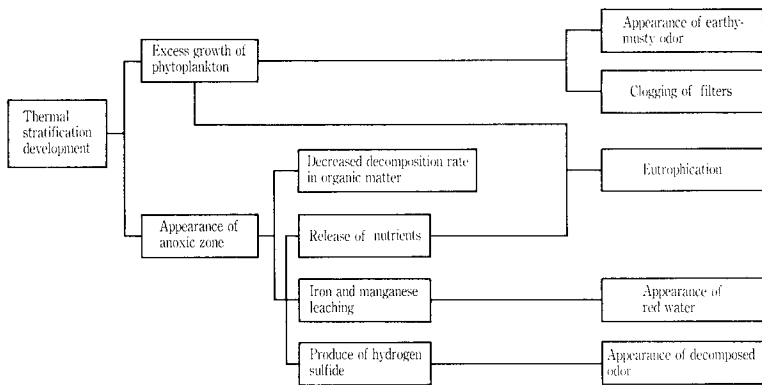 Excess growth of
phytoplankton
Appearance of earthy-
musty odor
Clogging of filters
Thermal
stratification
development
Decreased decomposition rate
in organic matter
Eutrophication
Appearance of
anoxic zone
Release of nutrients
Iron and manganese
leaching
Appearance of
red water
Produce of hydrogen
sulfide
Appearance of decomposed
odor